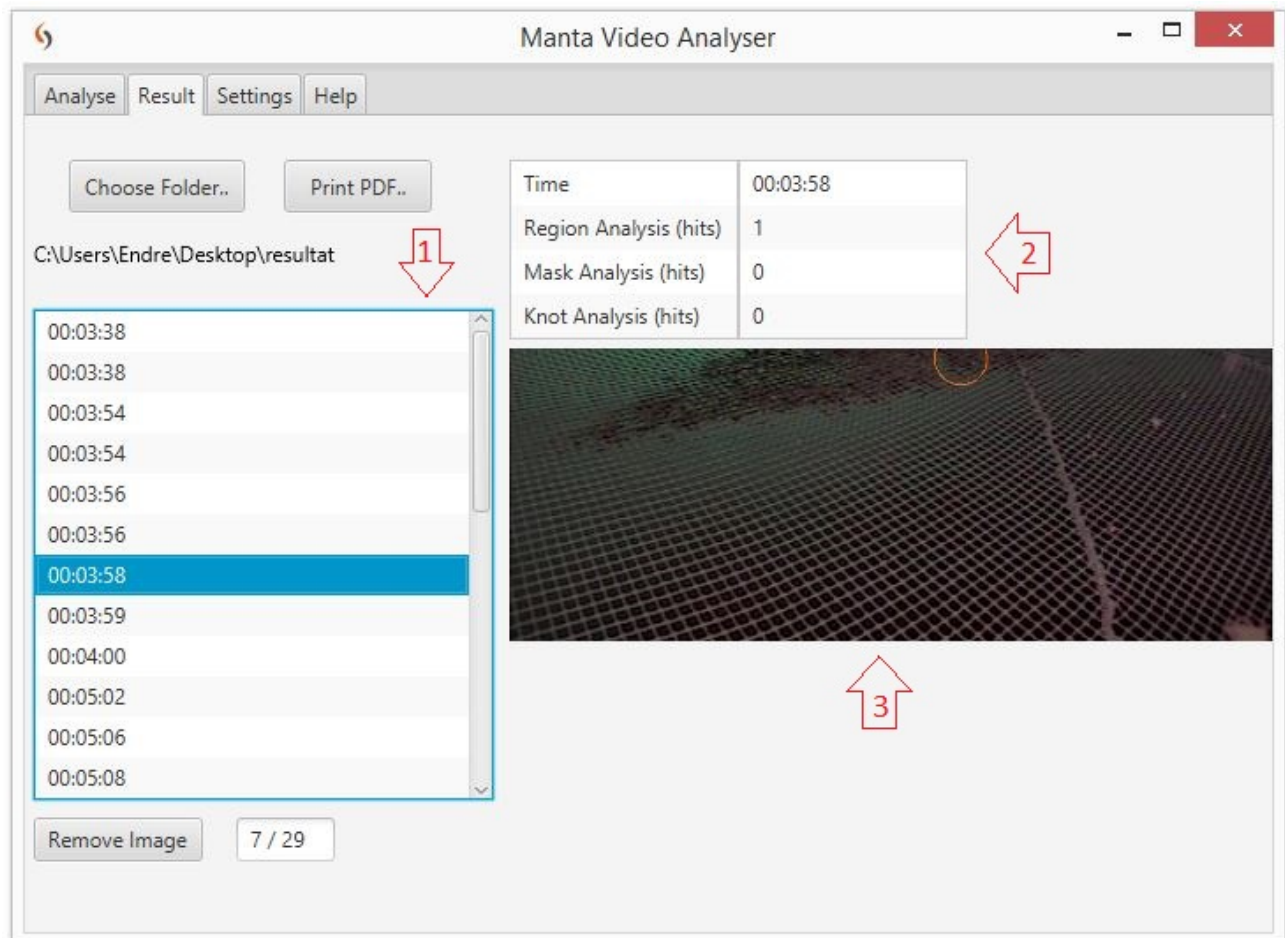 Manta Video Analyser
Analyse Result Settings Help
Choose Folder.. Print PDF..
C:\Users\Endre\Desktop\resultat
1
00:03:38
00:03:38
00:03:54
00:03:54
00:03:56
00:03:56
00:03:58
00:03:59
00:04:00
00:05:02
00:05:06
00:05:08
Remove Image 7 / 29
Time 00:03:58
Region Analysis (hits) 1
Mask Analysis (hits) 0
Knot Analysis (hits) 0
2
3